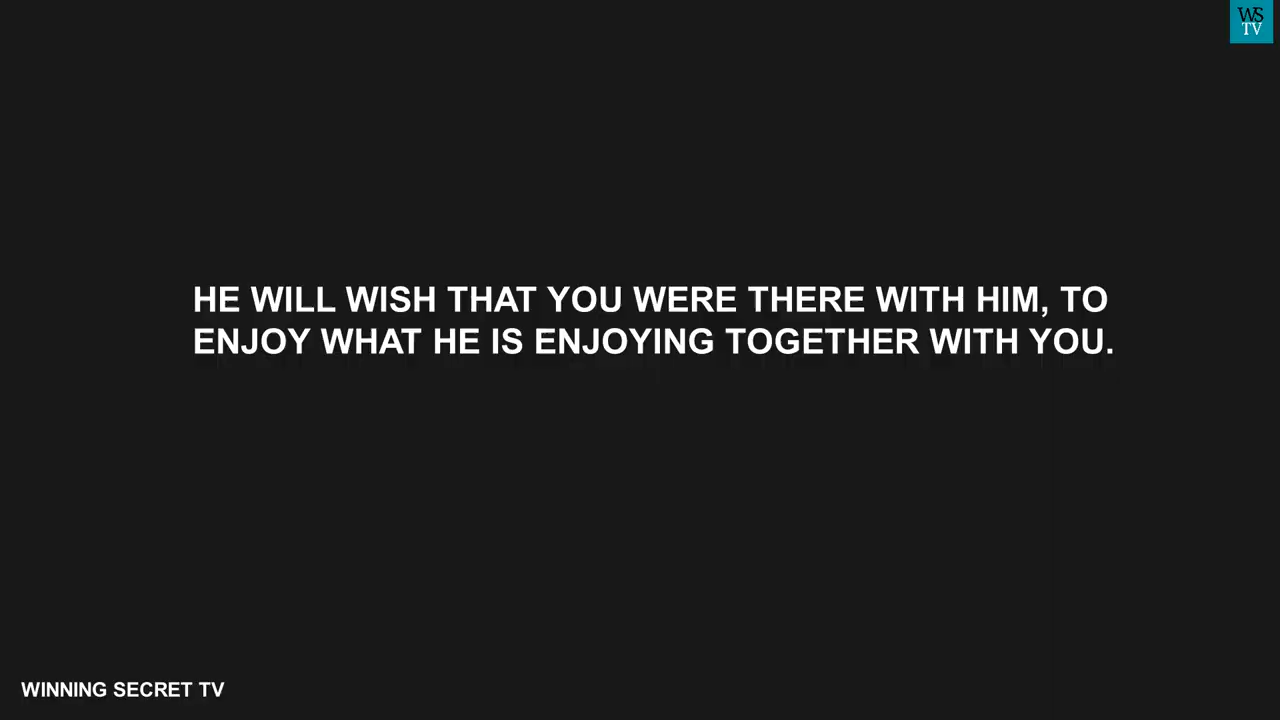 WS
TV
HE WILL WISH THAT YOU WERE THERE WITH HIM, TO
ENJOY WHAT HE IS ENJOYING TOGETHER WITH YOU.
WINNING SECRET TV